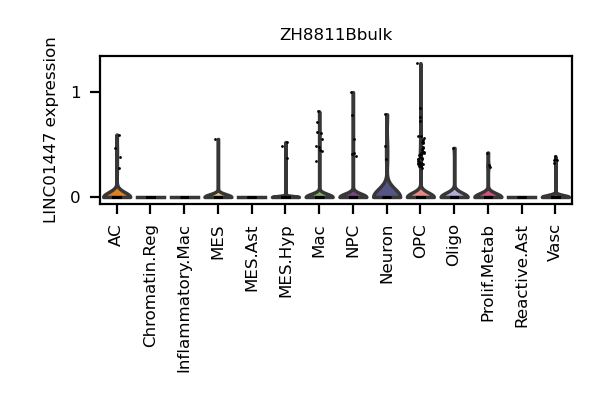 ZH8811Bbulk
LINC01447 expression
1
0
AC
Chromatin.Reg
Inflammatory.Mac
MES
MES.Ast
MES.Hyp
Mac
NPC
Neuron
OPC
Oligo
Prolif.Metab
Reactive.Ast
Vasc